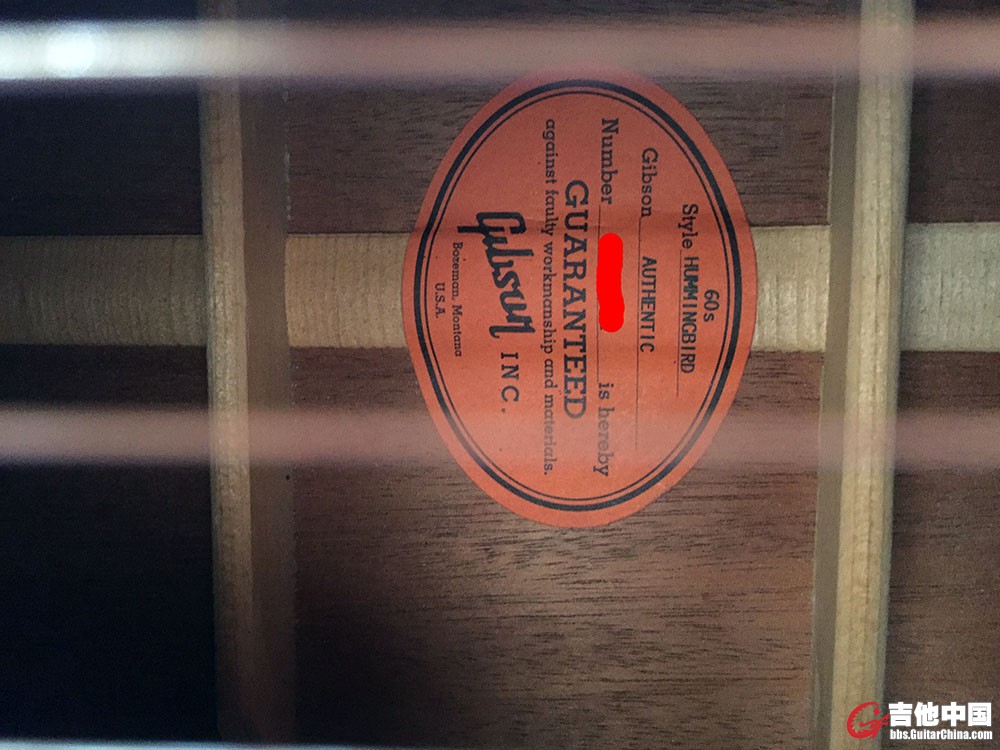 60s
Style HUMMINGBIRD
Gibson AUTHENTIC
Number is hereby
GUARANTEED
against faulty workmanship and materials.
Gibson INC.
Bozeman, Montana
U.S.A.
吉他中国
bbs.GuitarChina.com